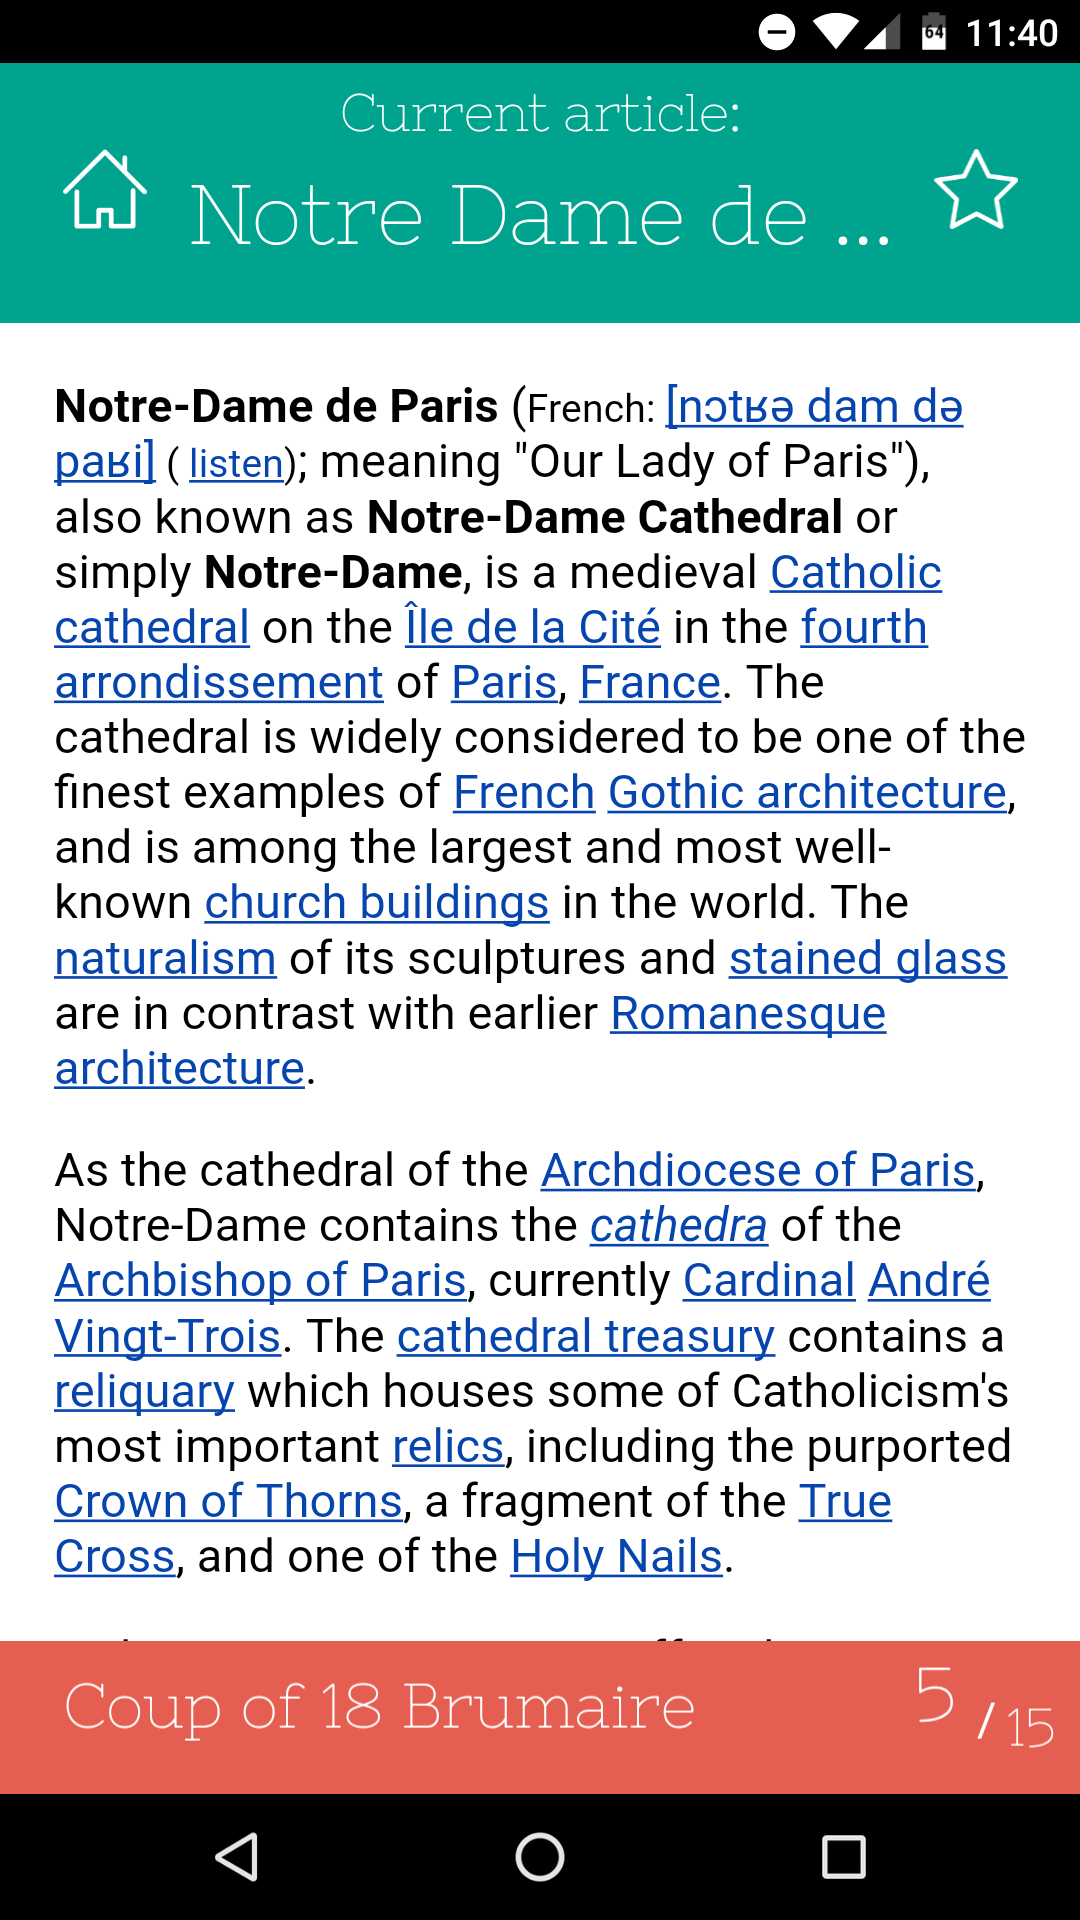 64 11:40
Current article:
Notre Dame de ...
Notre-Dame de Paris (French: [nɔtʁə dam də
paʁi] ( listen); meaning "Our Lady of Paris"),
also known as Notre-Dame Cathedral or
simply Notre-Dame, is a medieval Catholic
cathedral on the Île de la Cité in the fourth
arrondissement of Paris, France. The
cathedral is widely considered to be one of the
finest examples of French Gothic architecture,
and is among the largest and most well-
known church buildings in the world. The
naturalism of its sculptures and stained glass
are in contrast with earlier Romanesque
architecture.
As the cathedral of the Archdiocese of Paris,
Notre-Dame contains the cathedra of the
Archbishop of Paris, currently Cardinal André
Vingt-Trois. The cathedral treasury contains a
reliquary which houses some of Catholicism's
most important relics, including the purported
Crown of Thorns, a fragment of the True
Cross, and one of the Holy Nails.
Coup of 18 Brumaire 5 / 15